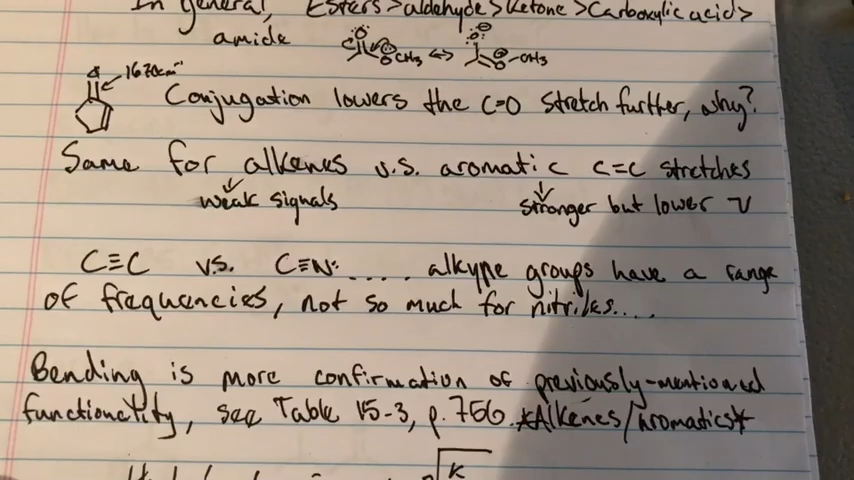 In general, Esters > aldehyde > Ketone > Carboxylic acid >
amide OCH3 ↔ O-CH3
1670cm⁻¹
Conjugation lowers the C=O stretch further, why?
Same for alkenes v.s. aromatic C=C stretches
weak signals stronger but lower ν
C≡C v.s. C≡N: .... alkyne groups have a range
of frequencies, not so much for nitriles....
Bending is more confirmation of previously-mentioned
functionality, see Table 15-3, p.756 *Alkenes/Aromatics*
√K